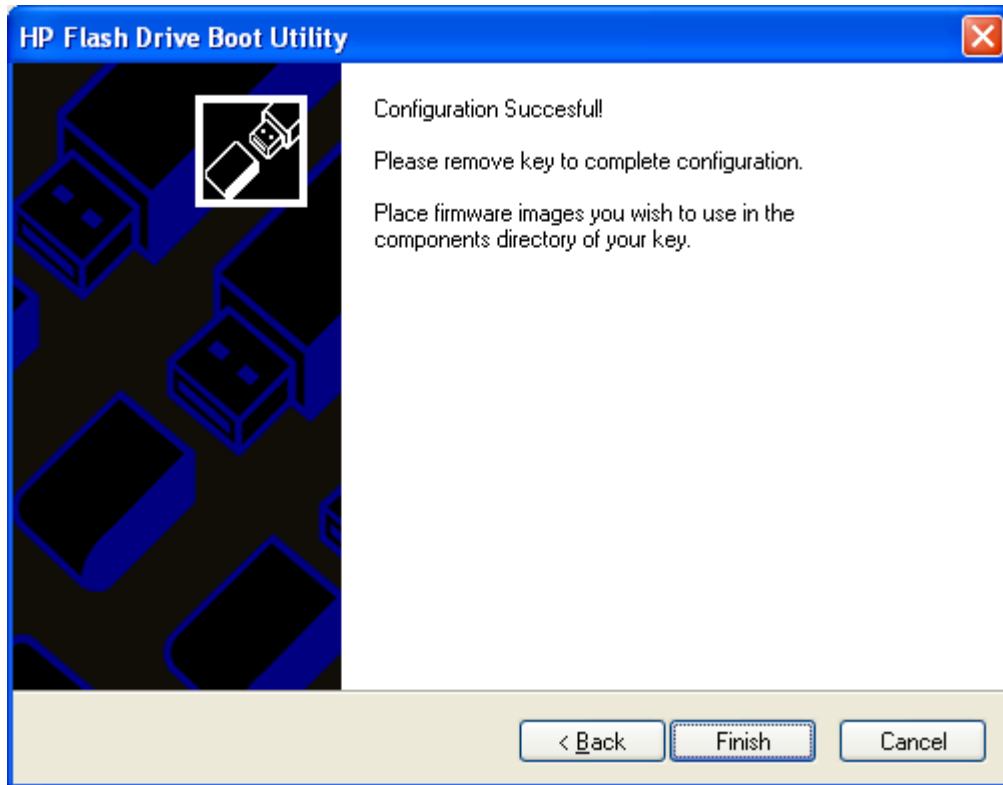 HP Flash Drive Boot Utility
Configuration Succesful!
Please remove key to complete configuration.
Place firmware images you wish to use in the
components directory of your key.
< Back
Finish
Cancel